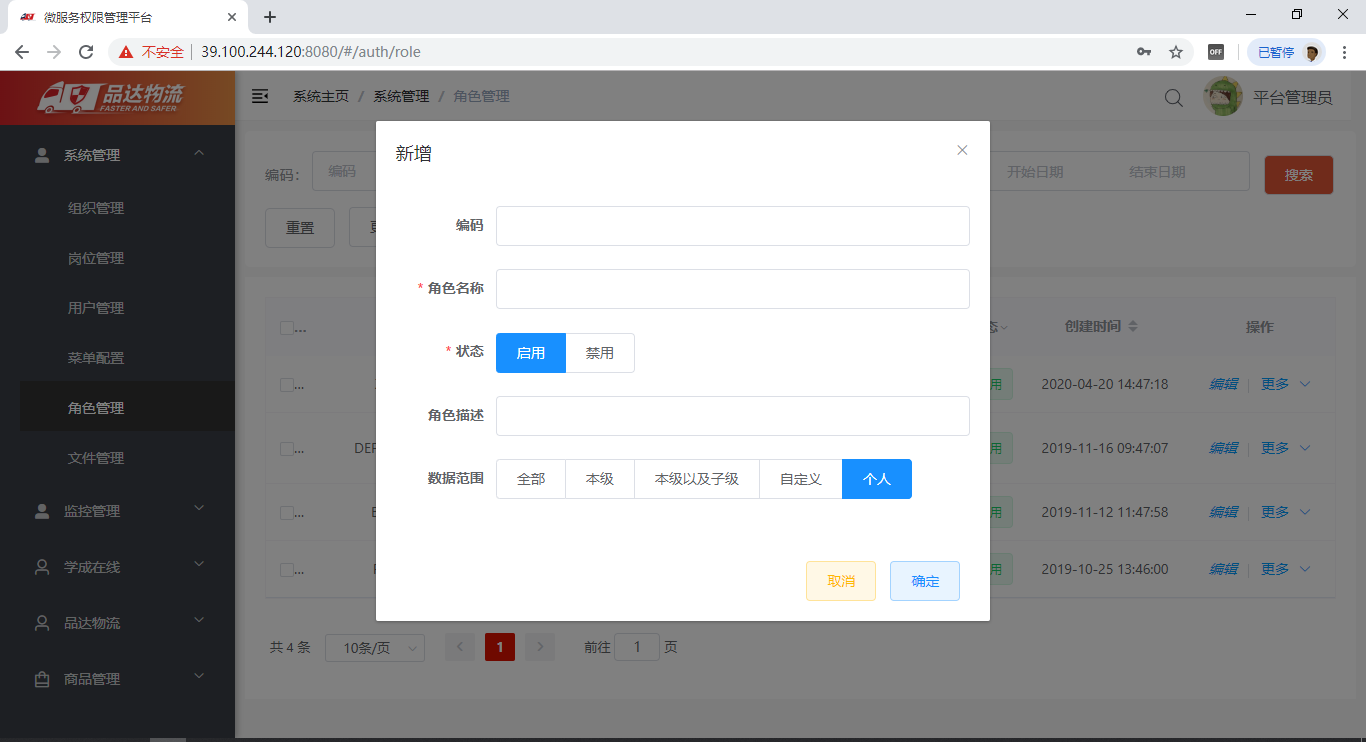 微服务权限管理平台
不安全 39.100.244.120:8080/#/auth/role OFF 已暂停
品达物流
FASTER AND SAFER
系统主页 / 系统管理 / 角色管理 平台管理员
系统管理
组织管理
岗位管理
用户管理
菜单配置
角色管理
文件管理
监控管理
学成在线
品达物流
商品管理
编码： 编码 开始日期 结束日期 搜索
重置
... 创建时间 操作
... 用 2020-04-20 14:47:18 编辑 更多
... DEF 用 2019-11-16 09:47:07 编辑 更多
... 用 2019-11-12 11:47:58 编辑 更多
... 用 2019-10-25 13:46:00 编辑 更多
共 4 条 10条/页 1 前往 1 页
新增
编码
* 角色名称
* 状态 启用 禁用
角色描述
数据范围 全部 本级 本级以及子级 自定义 个人
取消 确定